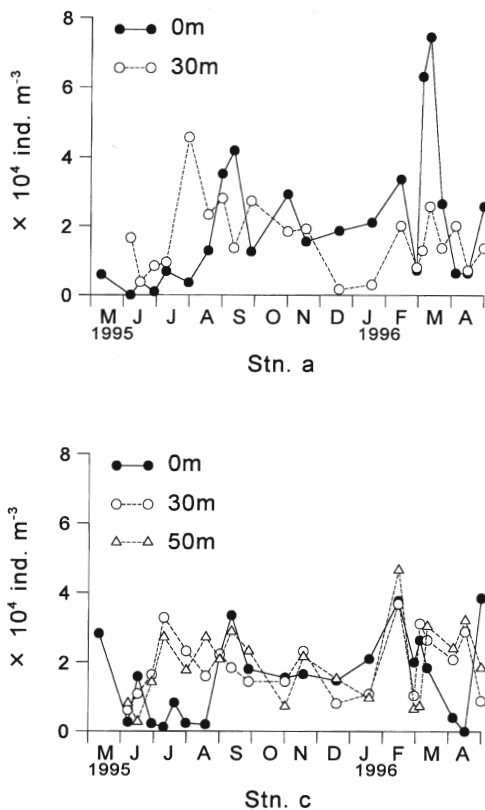 8
0m
30m
6
4
2
0
× 10⁴ ind. m⁻³
M J J A S O N D J F M A
1995 1996
Stn. a
8
0m
30m
50m
6
4
2
0
× 10⁴ ind. m⁻³
M J J A S O N D J F M A
1995 1996
Stn. c